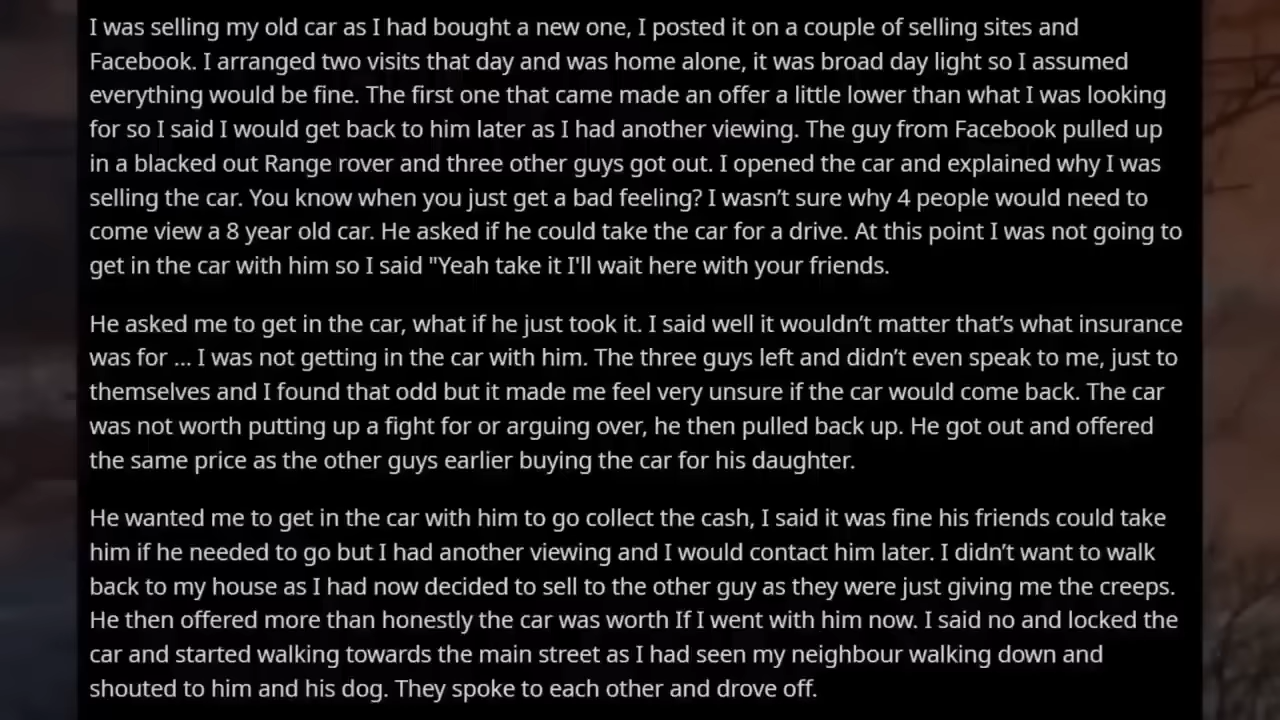 I was selling my old car as I had bought a new one, I posted it on a couple of selling sites and
Facebook. I arranged two visits that day and was home alone, it was broad day light so I assumed
everything would be fine. The first one that came made an offer a little lower than what I was looking
for so I said I would get back to him later as I had another viewing. The guy from Facebook pulled up
in a blacked out Range rover and three other guys got out. I opened the car and explained why I was
selling the car. You know when you just get a bad feeling? I wasn’t sure why 4 people would need to
come view a 8 year old car. He asked if he could take the car for a drive. At this point I was not going to
get in the car with him so I said "Yeah take it I'll wait here with your friends.
He asked me to get in the car, what if he just took it. I said well it wouldn’t matter that’s what insurance
was for ... I was not getting in the car with him. The three guys left and didn’t even speak to me, just to
themselves and I found that odd but it made me feel very unsure if the car would come back. The car
was not worth putting up a fight for or arguing over, he then pulled back up. He got out and offered
the same price as the other guys earlier buying the car for his daughter.
He wanted me to get in the car with him to go collect the cash, I said it was fine his friends could take
him if he needed to go but I had another viewing and I would contact him later. I didn’t want to walk
back to my house as I had now decided to sell to the other guy as they were just giving me the creeps.
He then offered more than honestly the car was worth If I went with him now. I said no and locked the
car and started walking towards the main street as I had seen my neighbour walking down and
shouted to him and his dog. They spoke to each other and drove off.